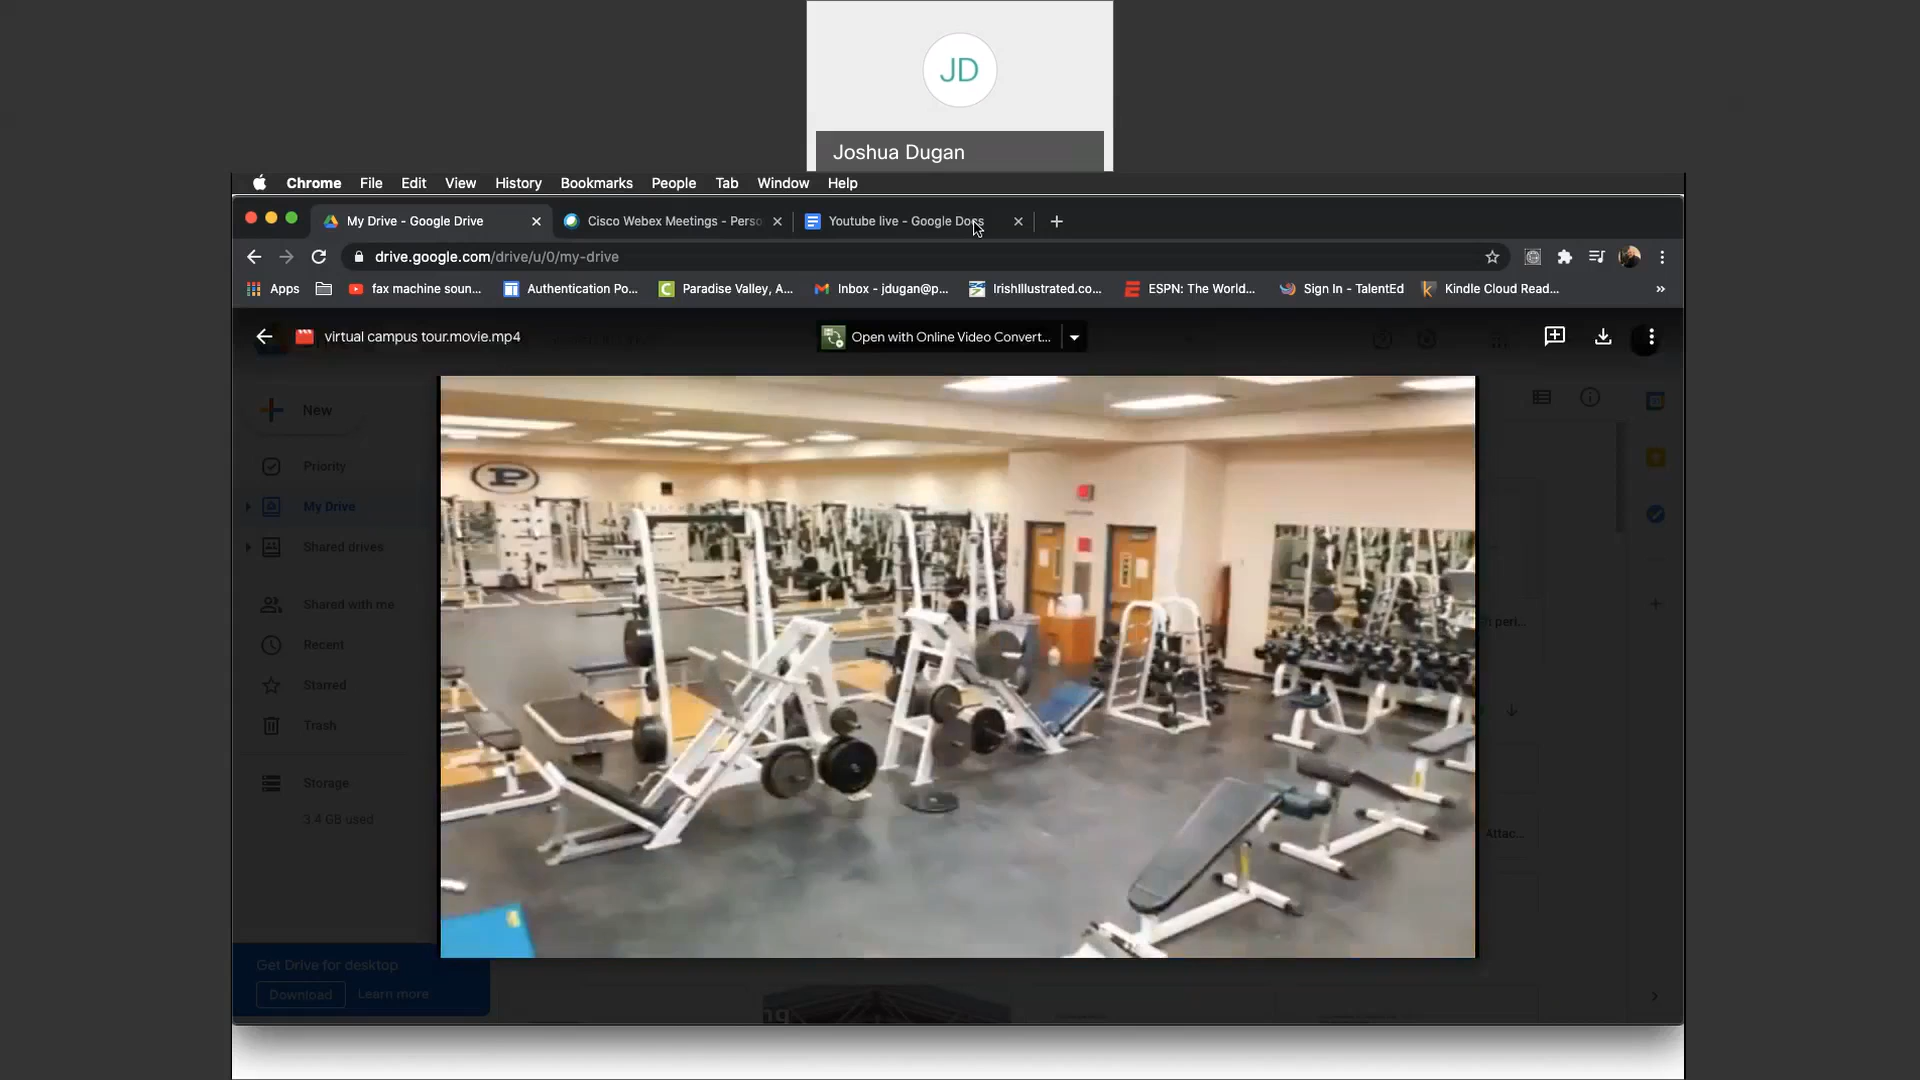 JD
Joshua Dugan
Chrome File Edit View History Bookmarks People Tab Window Help
My Drive - Google Drive Cisco Webex Meetings - Perso Youtube live - Google Docs
drive.google.com/drive/u/0/my-drive
Apps fax machine soun... Authentication Po... Paradise Valley, A... Inbox - jdugan@p... IrishIllustrated.co... ESPN: The World... Sign In - TalentEd Kindle Cloud Read... »
virtual campus tour.movie.mp4 Open with Online Video Convert...
New
P
Priority
My Drive
Shared drives
Shared with me
Recent
Starred
Trash
Storage
3.4 GB used
Attac...
Get Drive for desktop
Download Learn more